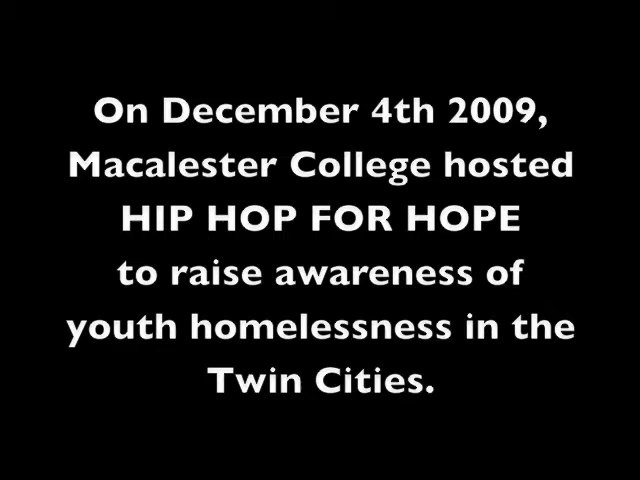 On December 4th 2009,
Macalester College hosted
HIP HOP FOR HOPE
to raise awareness of
youth homelessness in the
Twin Cities.